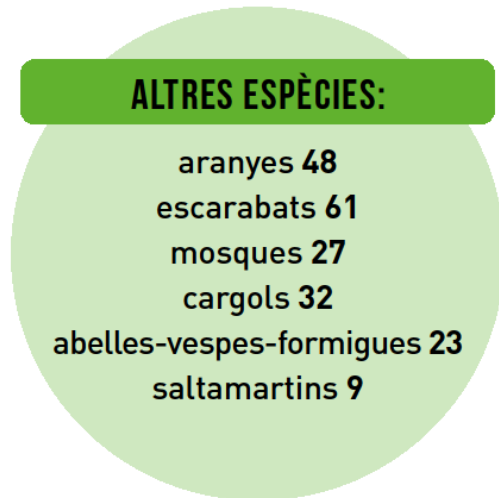 ALTRES ESPÈCIES:
aranyes 48
escarabats 61
mosques 27
cargols 32
abelles-vespes-formigues 23
saltamartins 9